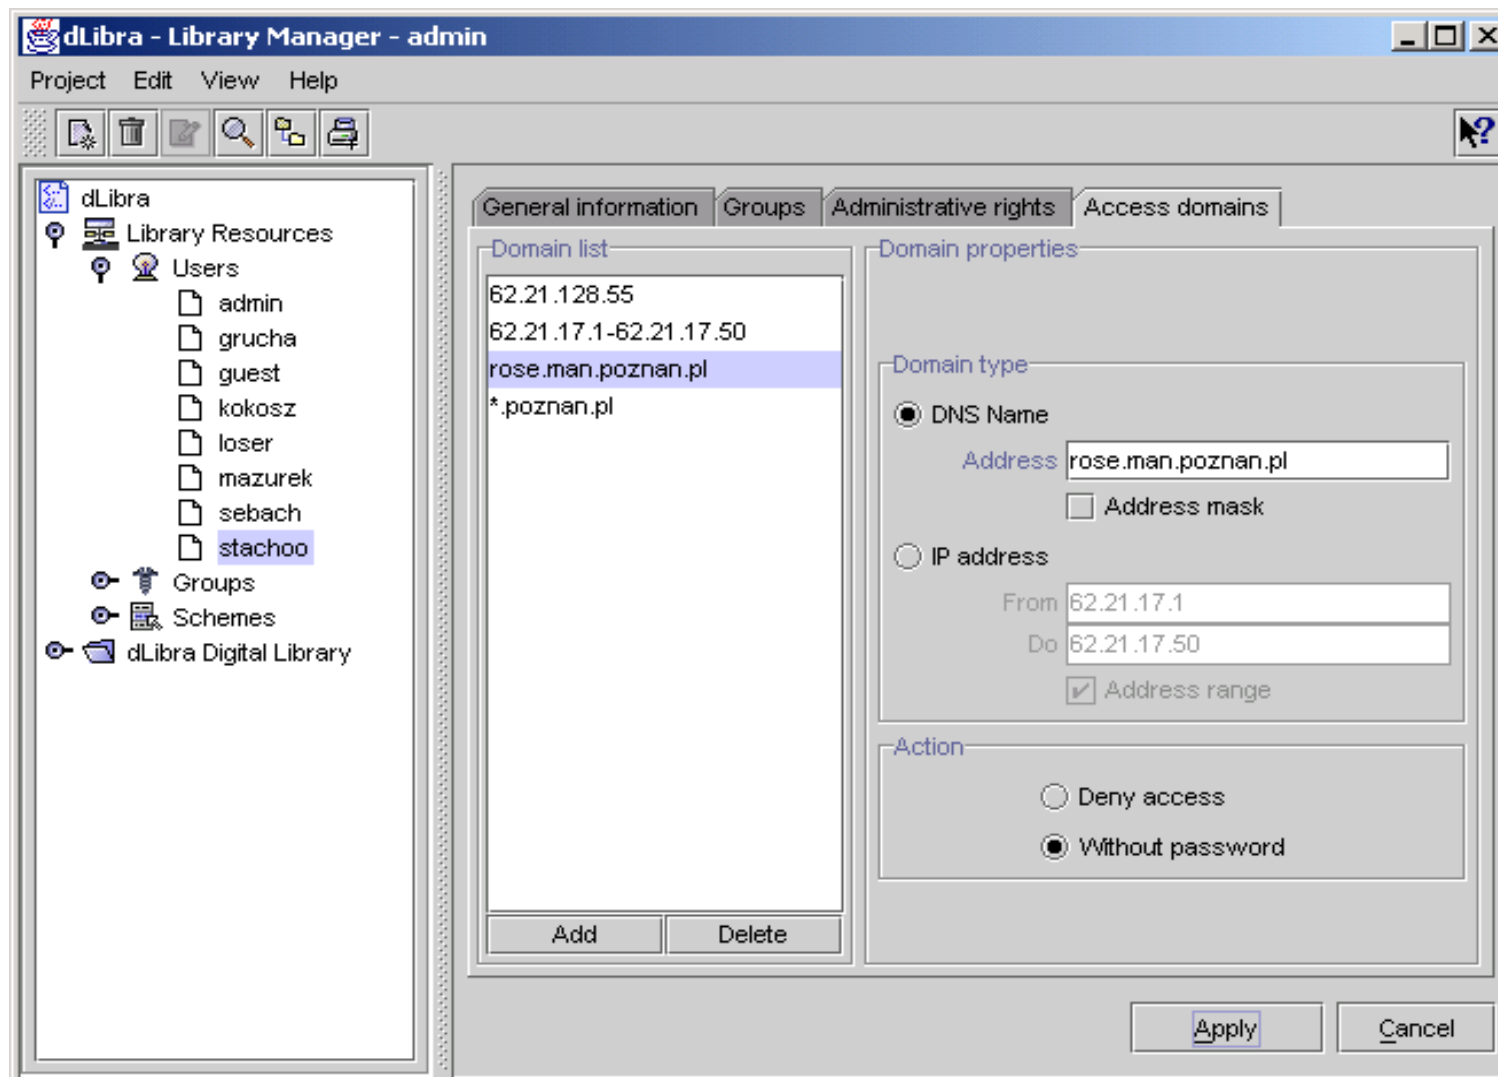 dLibra - Library Manager - admin
Project Edit View Help
dLibra
Library Resources
Users
admin
grucha
guest
kokosz
loser
mazurek
sebach
stachoo
Groups
Schemes
dLibra Digital Library
General information Groups Administrative rights Access domains
Domain list
62.21.128.55
62.21.17.1-62.21.17.50
rose.man.poznan.pl
*.poznan.pl
Add Delete
Domain properties
Domain type
DNS Name
Address rose.man.poznan.pl
Address mask
IP address
From 62.21.17.1
Do 62.21.17.50
Address range
Action
Deny access
Without password
Apply Cancel